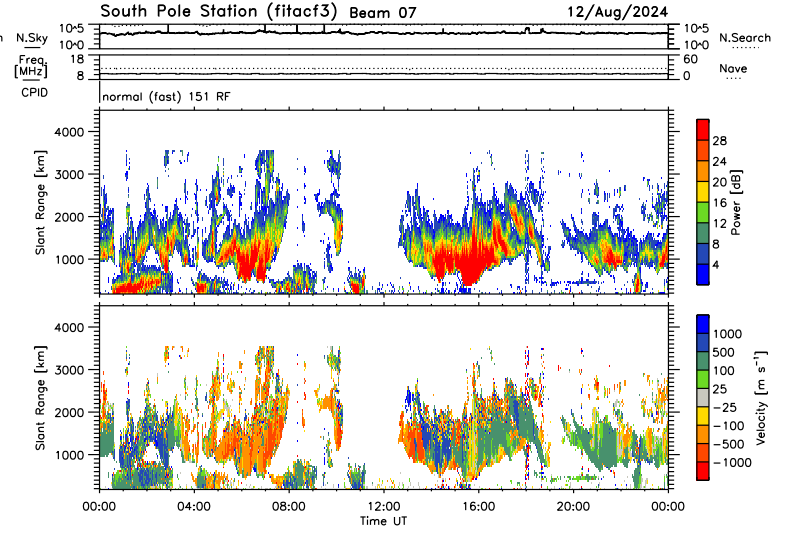 South Pole Station (fitacf3) Beam 07 12/Aug/2024
N.Sky 10^5 10^0 10^5 10^0 N.Search
Freq. [MHz] 18 8 60 0 Nave
CPID normal (fast) 151 RF
Slant Range [km] 4000 3000 2000 1000
28 24 20 16 12 8 4 Power [dB]
Slant Range [km] 4000 3000 2000 1000
1000 500 100 25 −25 −100 −500 −1000 Velocity [m s⁻¹]
00:00 04:00 08:00 12:00 16:00 20:00 00:00
Time UT